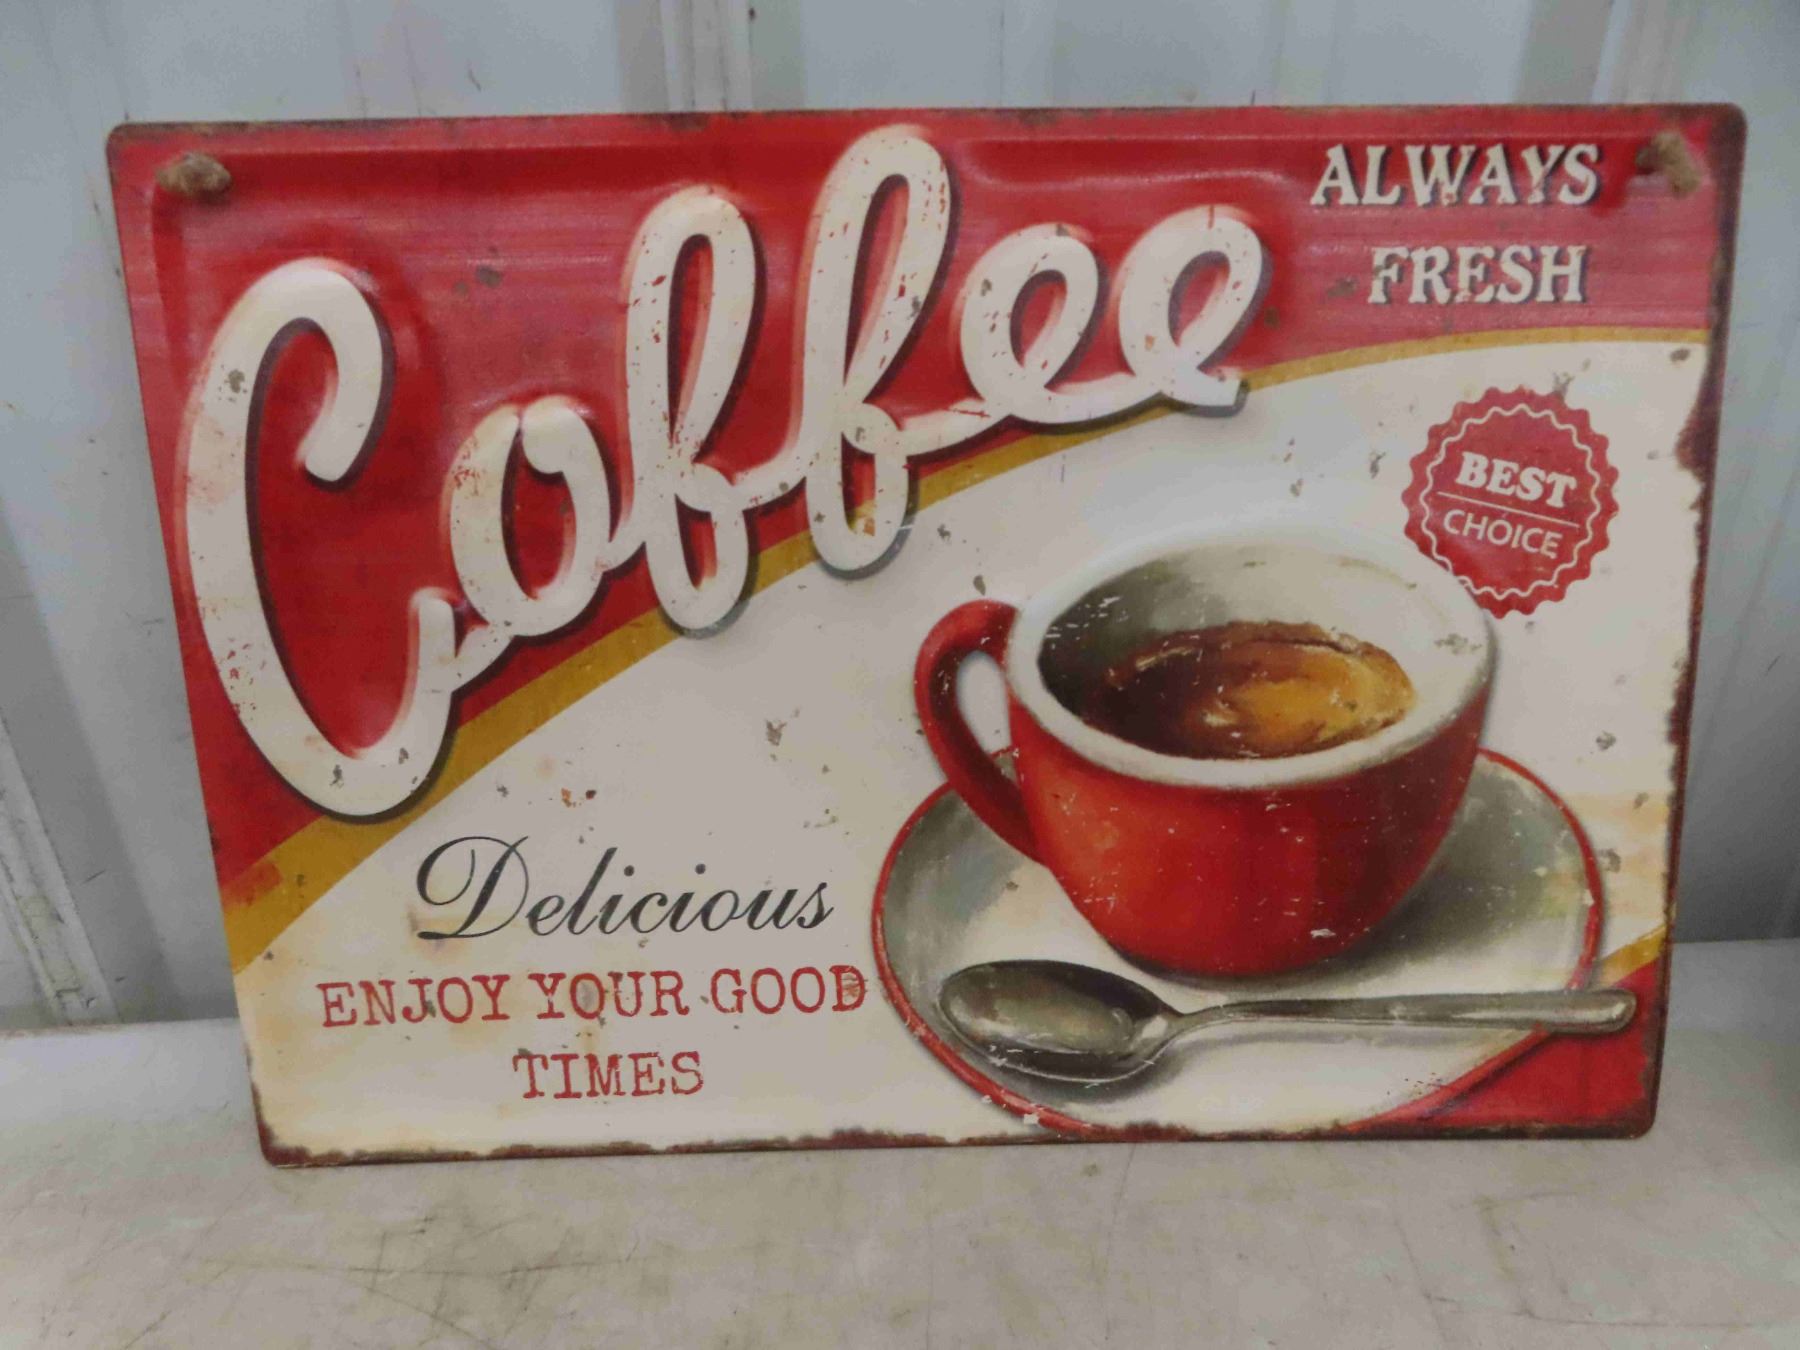 Coffee
ALWAYS
FRESH
BEST
CHOICE
Delicious
ENJOY YOUR GOOD
TIMES